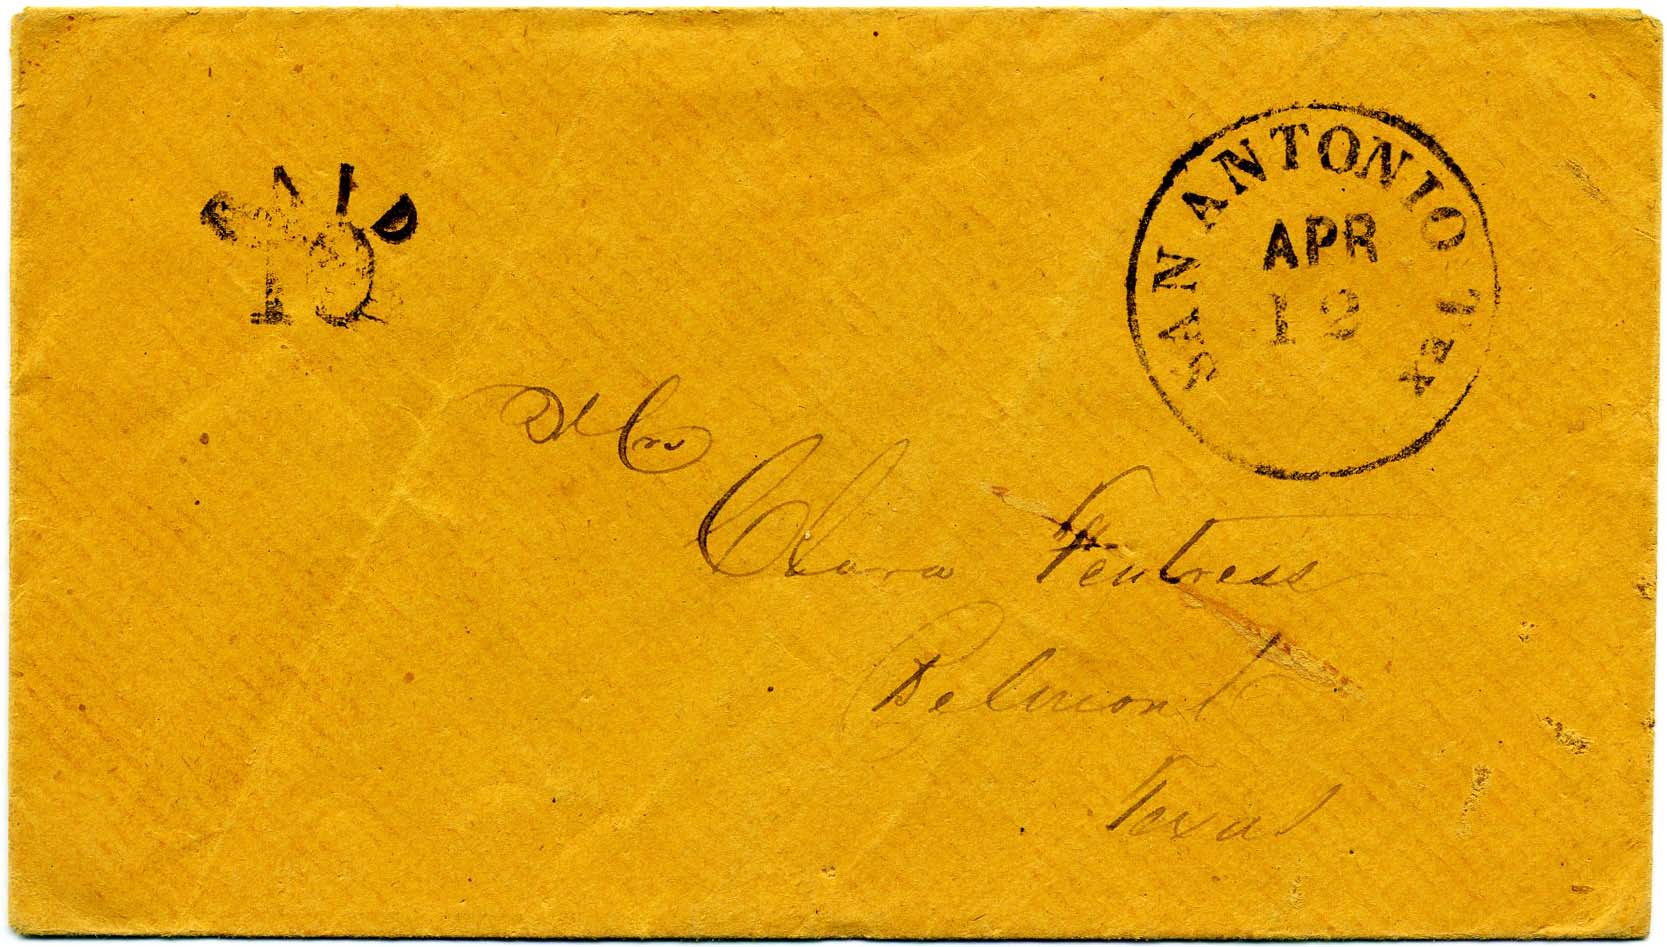 PAID
10
SAN ANTONIO TEX
APR
12
Mrs
Clara Fentress
Belmont
Texas